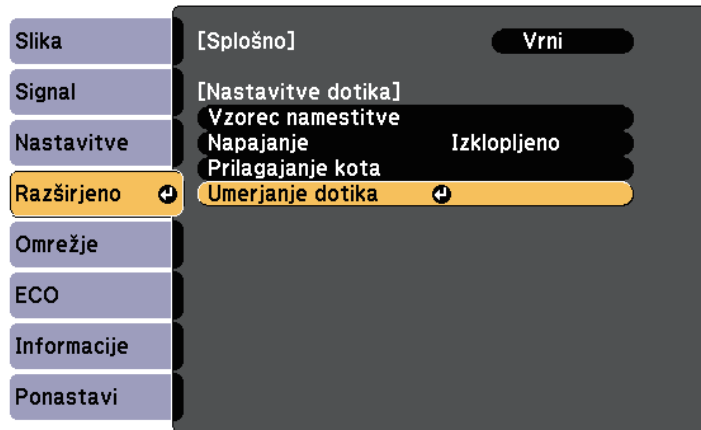 Slika
Signal
Nastavitve
Razširjeno
Omrežje
ECO
Informacije
Ponastavi
[Splošno] Vrni
[Nastavitve dotika]
Vzorec namestitve
Napajanje Izklopljeno
Prilagajanje kota
Umerjanje dotika